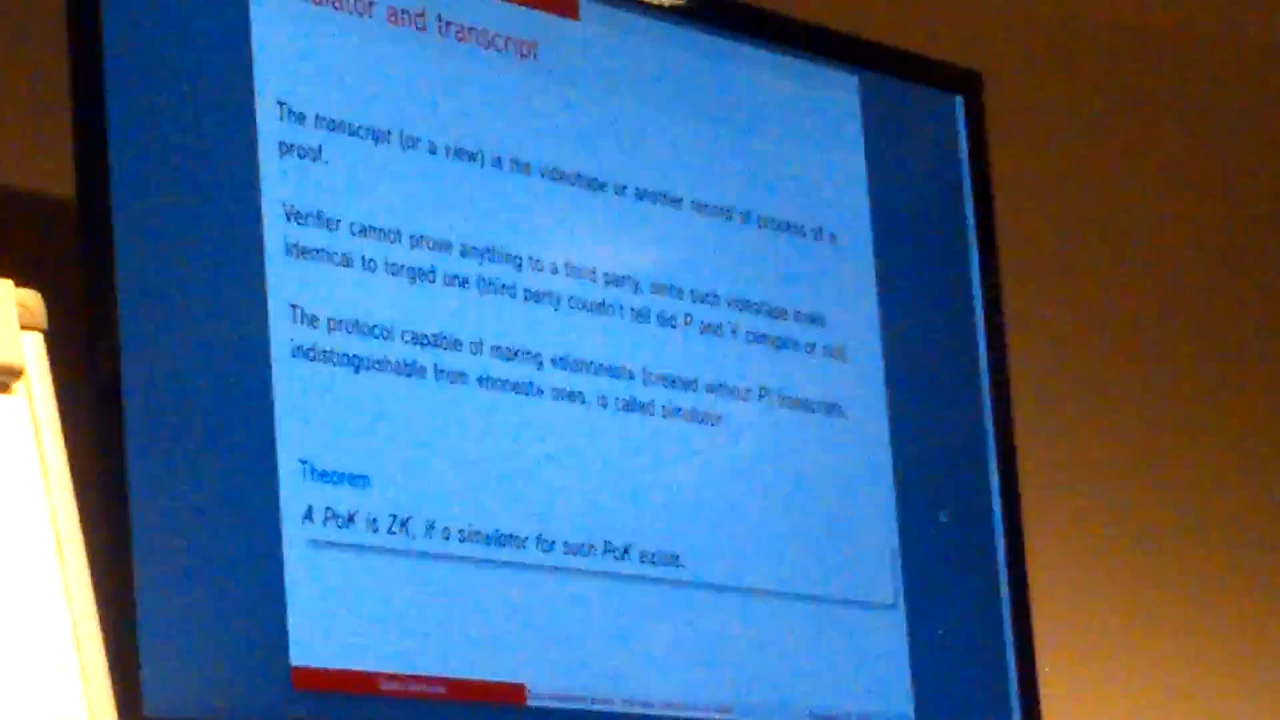 and transcript
The transcript (or a view) is the videotape or another record of process of a
proof.
Verifier cannot prove anything to a third party, such videotape
identical to forged one (third party couldn't tell did P and V conspire or not)
The protocol capable of making «dishonest» (created without P) transcripts,
indistinguishable from «honest» ones, is called simulator
Theorem
A PoK is ZK, if a simulator for such PoK exists.